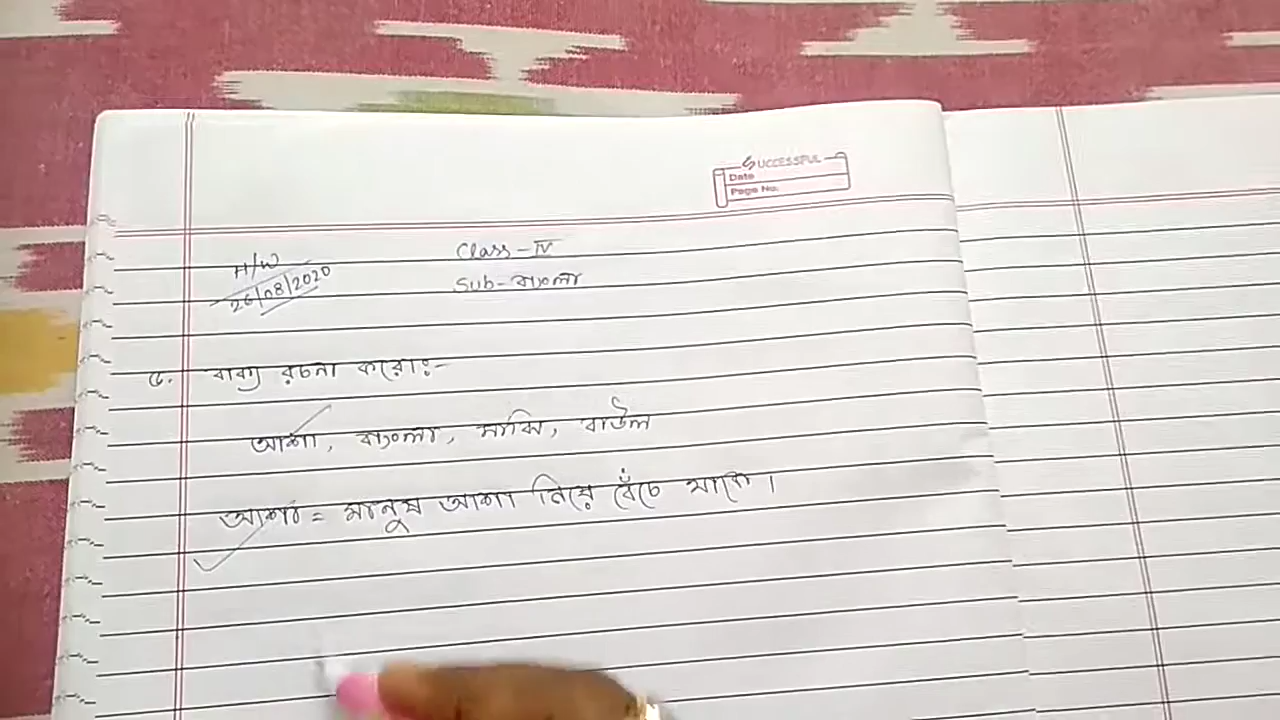 SUCCESSFUL
Date
Page No.
H/W
26/08/2020
Class - IV
Sub - বাংলা
৫. বাক্য রচনা করো:-
আশা, বাংলা, মাঝি, বাউল
আশা = মানুষ আশা নিয়ে বেঁচে থাকে।